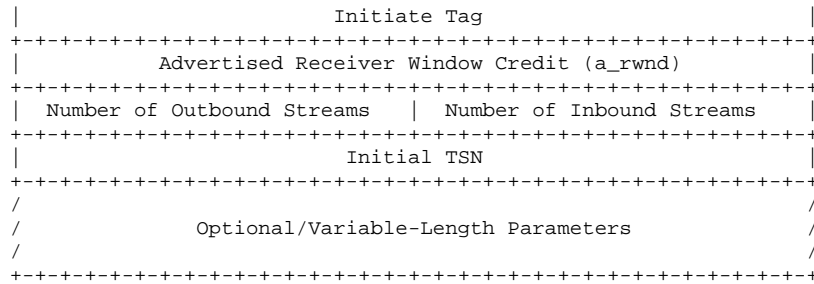 |                          Initiate Tag                          |
+-+-+-+-+-+-+-+-+-+-+-+-+-+-+-+-+-+-+-+-+-+-+-+-+-+-+-+-+-+-+-+-+
|            Advertised Receiver Window Credit (a_rwnd)          |
+-+-+-+-+-+-+-+-+-+-+-+-+-+-+-+-+-+-+-+-+-+-+-+-+-+-+-+-+-+-+-+-+
|  Number of Outbound Streams   |  Number of Inbound Streams     |
+-+-+-+-+-+-+-+-+-+-+-+-+-+-+-+-+-+-+-+-+-+-+-+-+-+-+-+-+-+-+-+-+
|                          Initial TSN                           |
+-+-+-+-+-+-+-+-+-+-+-+-+-+-+-+-+-+-+-+-+-+-+-+-+-+-+-+-+-+-+-+-+
/                                                                /
/              Optional/Variable-Length Parameters               /
/                                                                /
+-+-+-+-+-+-+-+-+-+-+-+-+-+-+-+-+-+-+-+-+-+-+-+-+-+-+-+-+-+-+-+-+